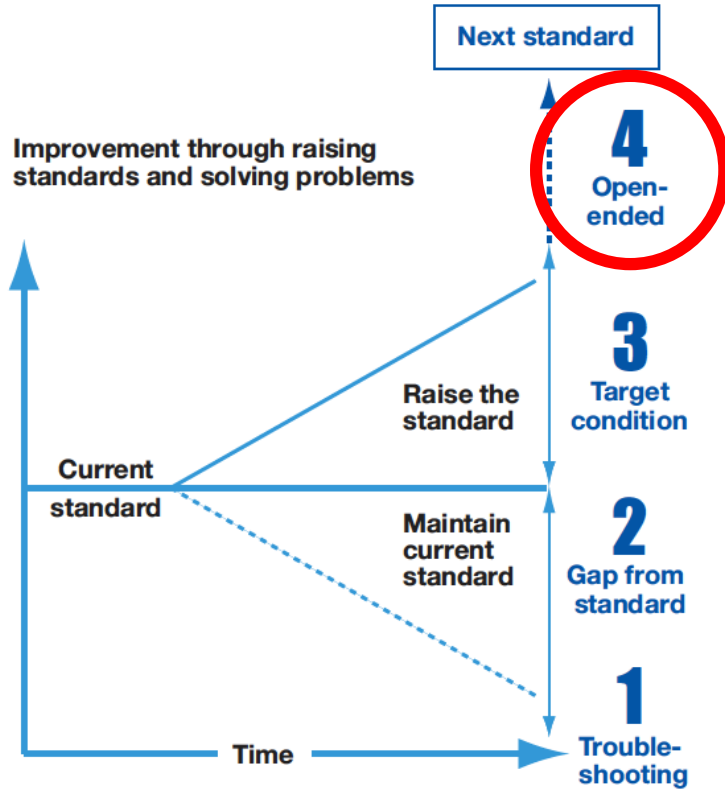 Next standard
4
Open-
ended
Improvement through raising
standards and solving problems
3
Target
condition
Raise the
standard
Current
standard
2
Gap from
standard
Maintain
current
standard
1
Trouble-
shooting
Time